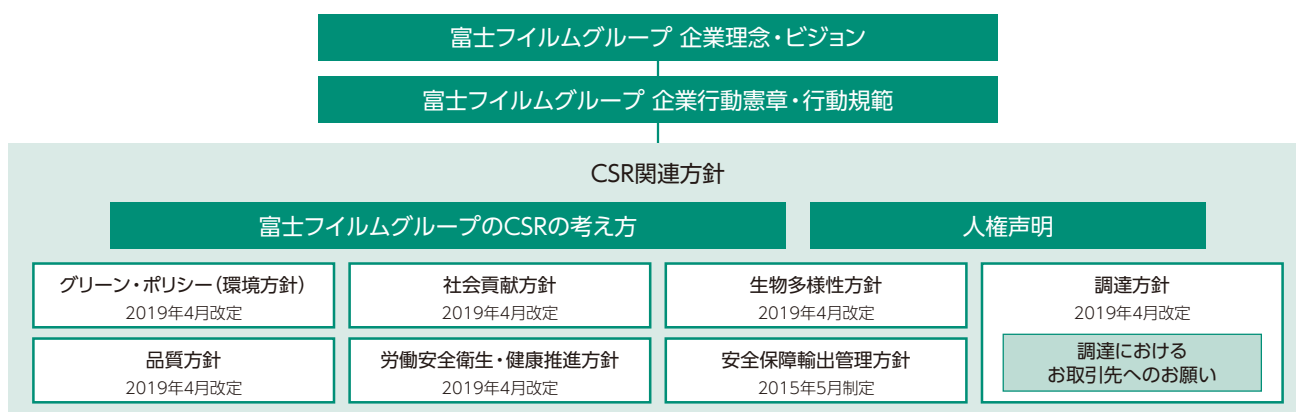 富士フイルムグループ 企業理念・ビジョン
富士フイルムグループ 企業行動憲章・行動規範
CSR関連方針
富士フイルムグループのCSRの考え方
人権声明
グリーン・ポリシー（環境方針）
2019年4月改定
社会貢献方針
2019年4月改定
生物多様性方針
2019年4月改定
調達方針
2019年4月改定
調達における
お取引先へのお願い
品質方針
2019年4月改定
労働安全衛生・健康推進方針
2019年4月改定
安全保障輸出管理方針
2015年5月制定